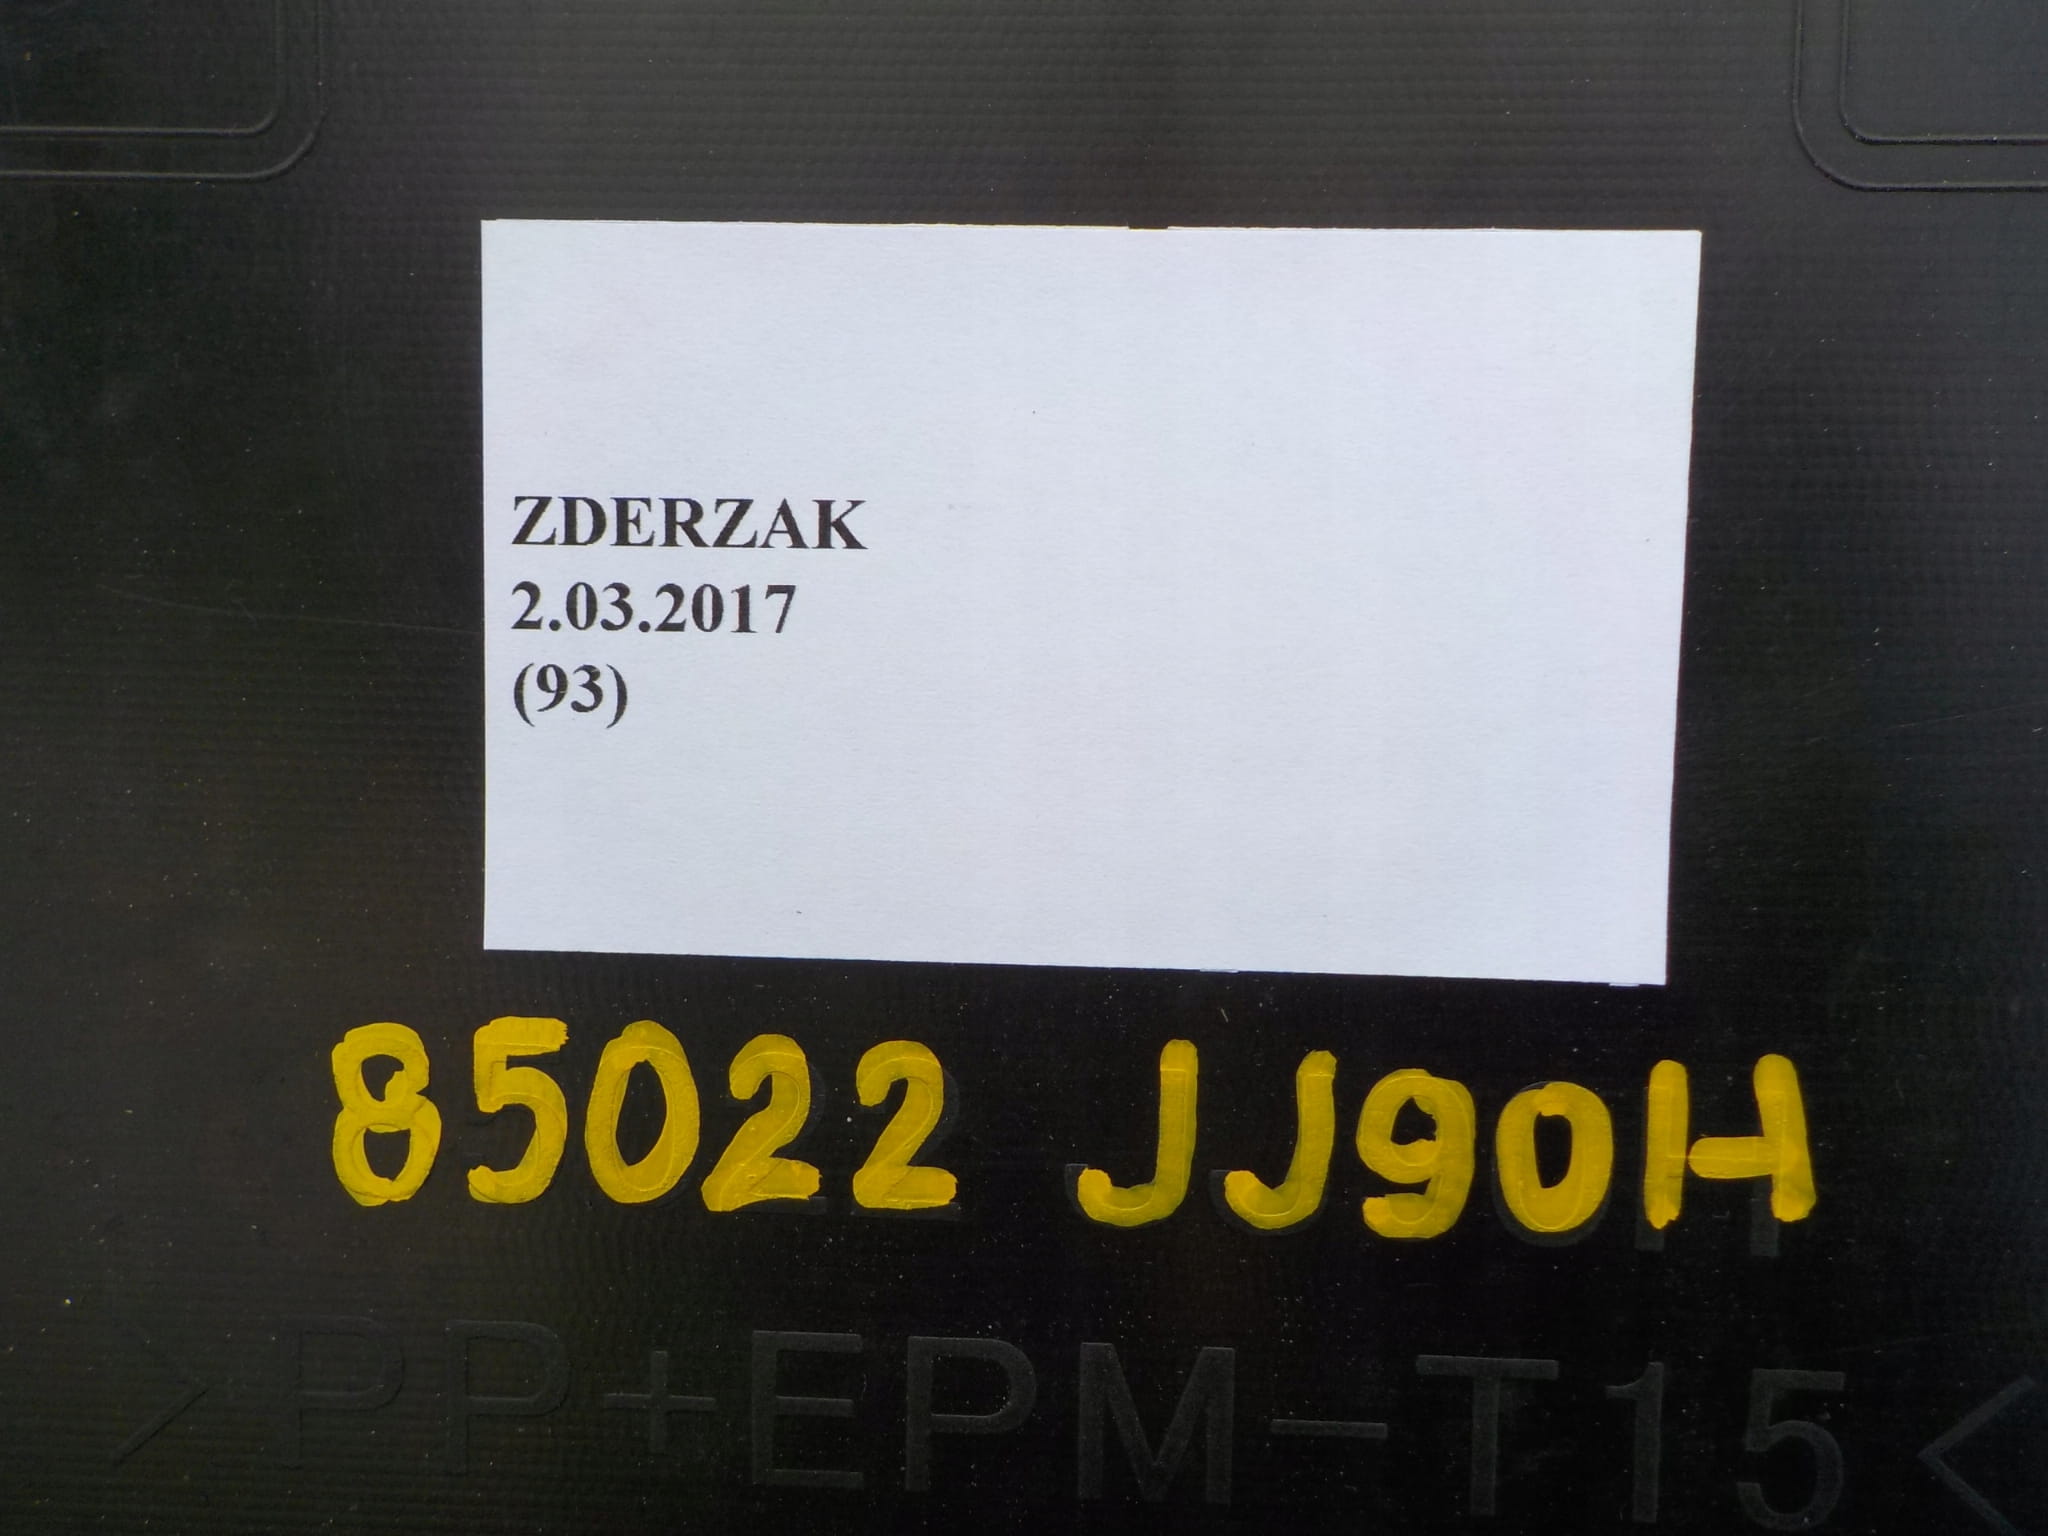 ZDERZAK
2.03.2017
(93)
85022 JJ90H
>PP+EPM-T15<